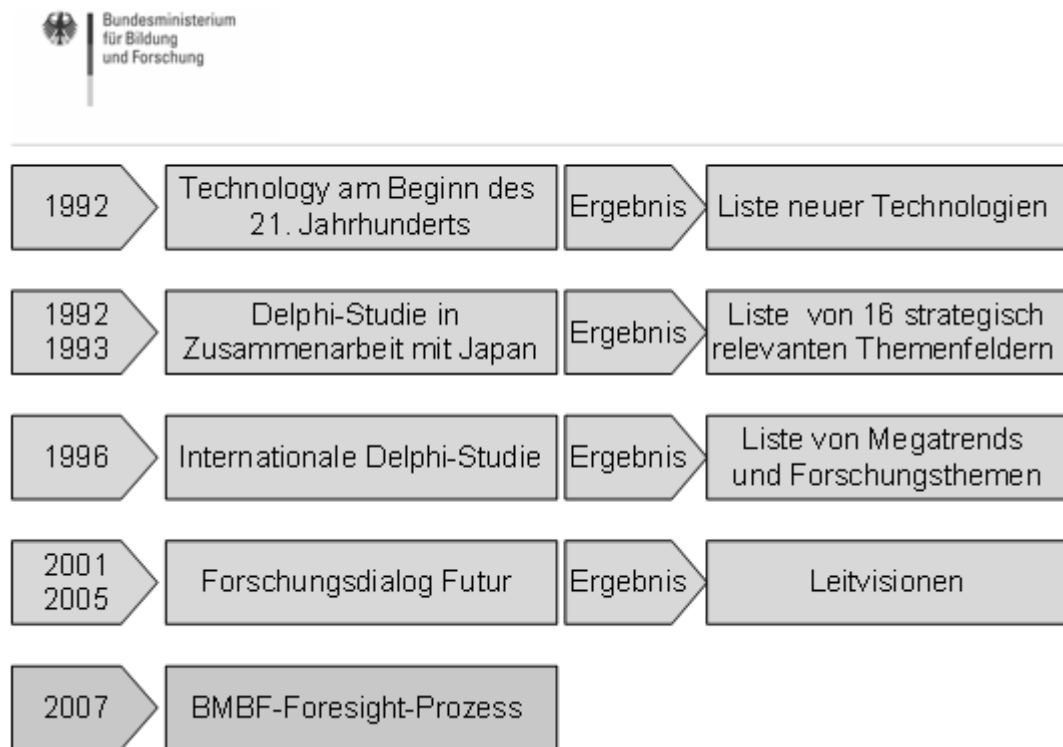 Bundesministerium
für Bildung
und Forschung
1992
Technology am Beginn des
21. Jahrhunderts
Ergebnis
Liste neuer Technologien
1992
1993
Delphi-Studie in
Zusammenarbeit mit Japan
Ergebnis
Liste von 16 strategisch
relevanten Themenfeldern
1996
Internationale Delphi-Studie
Ergebnis
Liste von Megatrends
und Forschungsthemen
2001
2005
Forschungsdialog Futur
Ergebnis
Leitvisionen
2007
BMBF-Foresight-Prozess